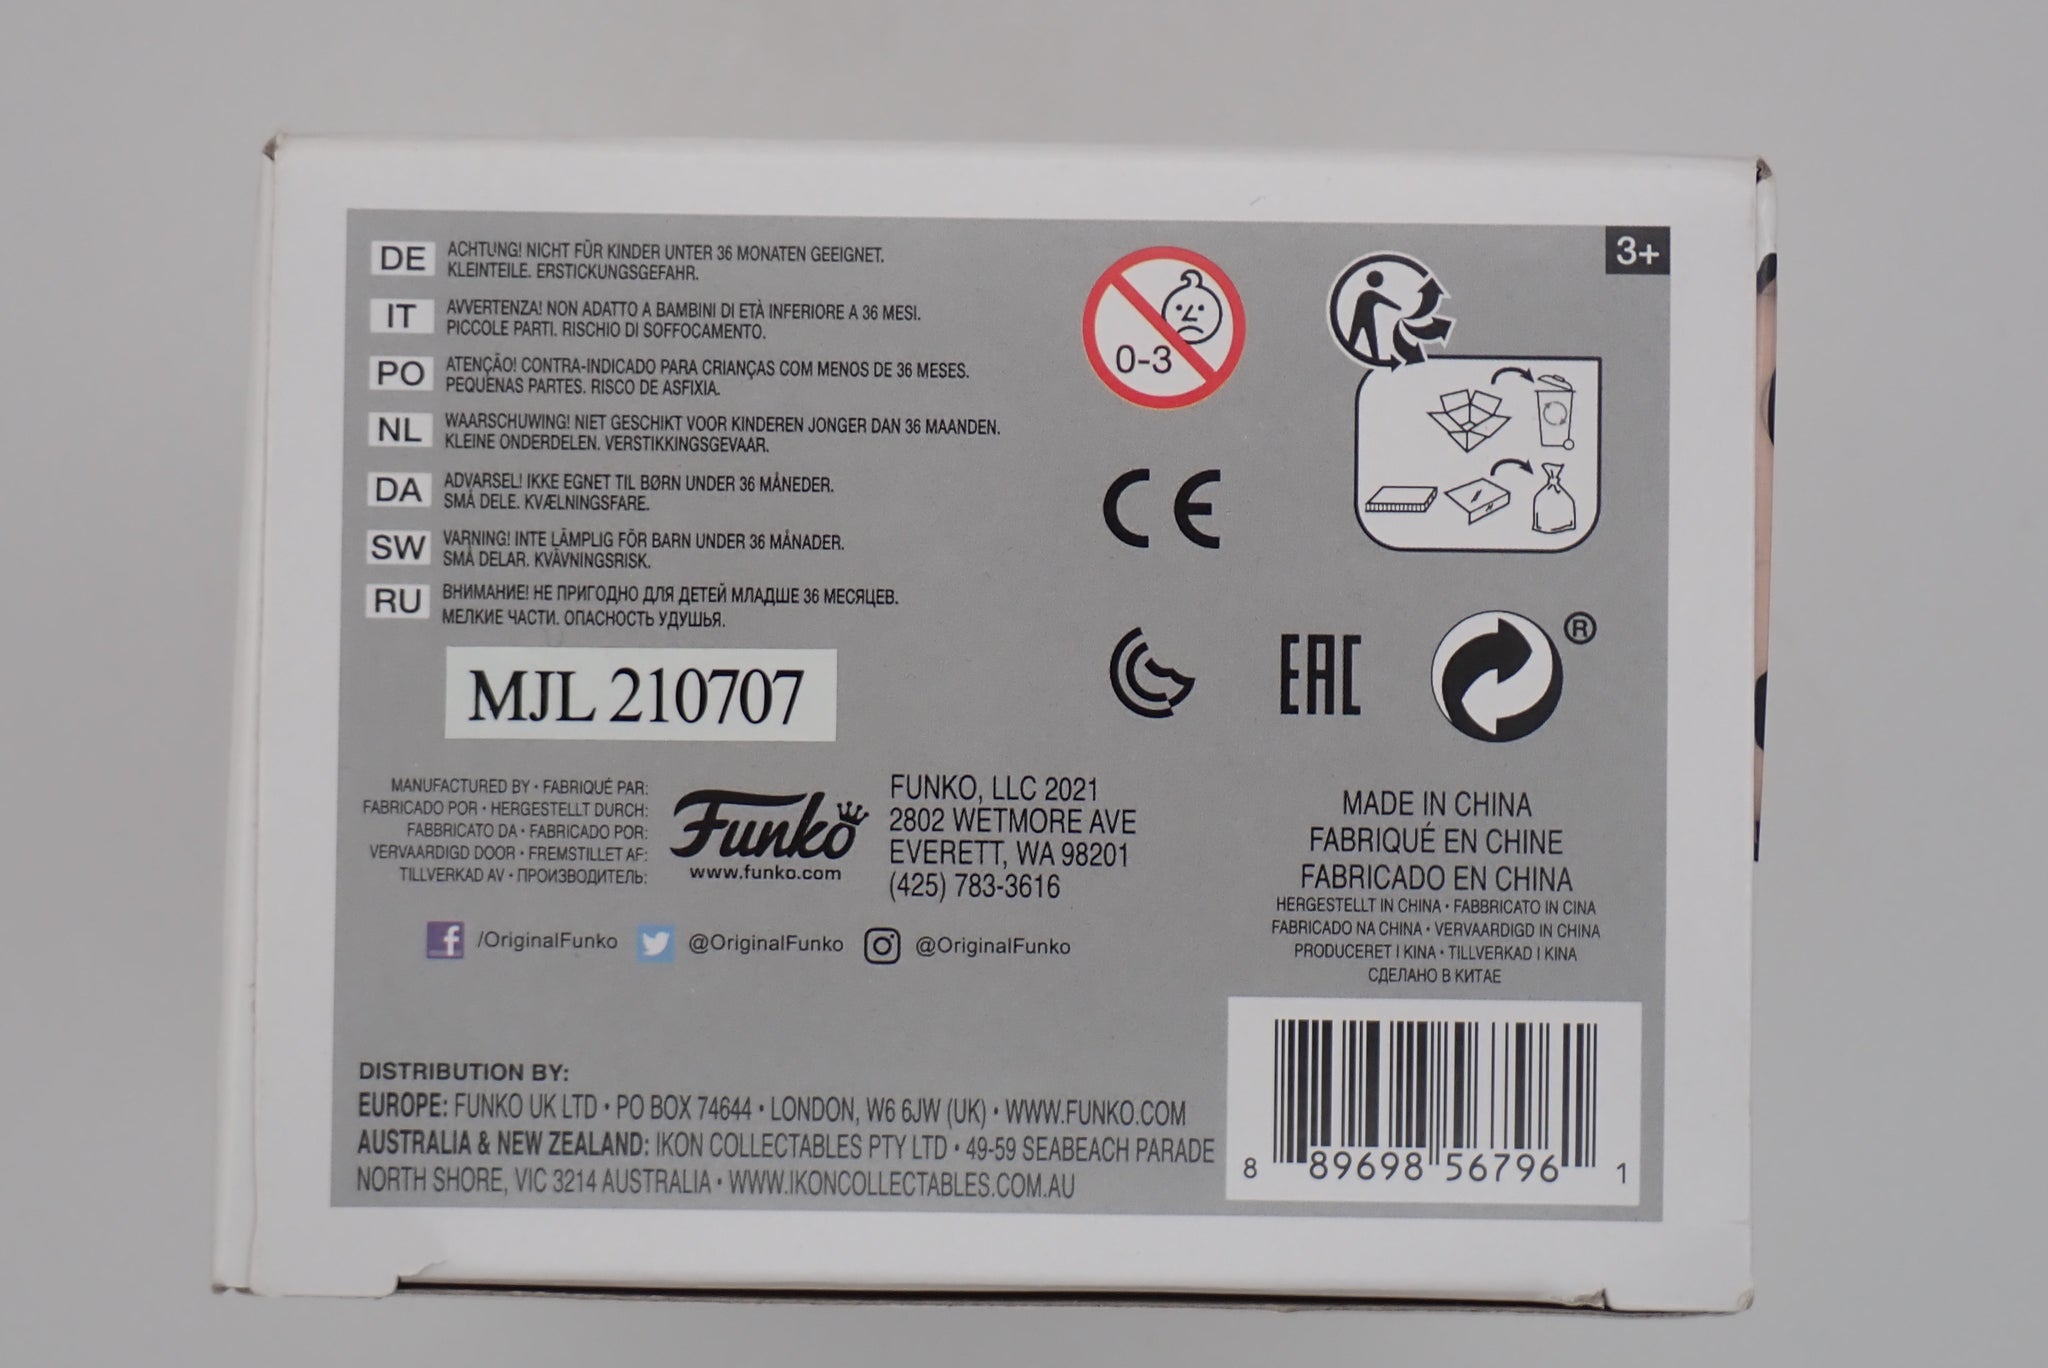 DE ACHTUNG! NICHT FÜR KINDER UNTER 36 MONATEN GEEIGNET.
KLEINTEILE. ERSTICKUNGSGEFAHR.
IT AVVERTENZA! NON ADATTO A BAMBINI DI ETÀ INFERIORE A 36 MESI.
PICCOLE PARTI. RISCHIO DI SOFFOCAMENTO.
PO ATENÇÃO! CONTRA-INDICADO PARA CRIANÇAS COM MENOS DE 36 MESES.
PEQUENAS PARTES. RISCO DE ASFIXIA.
NL WAARSCHUWING! NIET GESCHIKT VOOR KINDEREN JONGER DAN 36 MAANDEN.
KLEINE ONDERDELEN. VERSTIKKINGSGEVAAR.
DA ADVARSEL! IKKE EGNET TIL BØRN UNDER 36 MÅNEDER.
SMÅ DELE. KVÆLNINGSFARE.
SW VARNING! INTE LÄMPLIG FÖR BARN UNDER 36 MÅNADER.
SMÅ DELAR. KVÄVNINGSRISK.
RU ВНИМАНИЕ! НЕ ПРИГОДНО ДЛЯ ДЕТЕЙ МЛАДШЕ 36 МЕСЯЦЕВ.
МЕЛКИЕ ЧАСТИ. ОПАСНОСТЬ УДУШЬЯ.
0-3
3+
CE
EAC
®
MJL 210707
MANUFACTURED BY • FABRIQUÉ PAR:
FABRICADO POR • HERGESTELLT DURCH:
FABBRICATO DA • FABRICADO POR:
VERVAARDIGD DOOR • FREMSTILLET AF:
TILLVERKAD AV • ПРОИЗВОДИТЕЛЬ:
Funko
www.funko.com
FUNKO, LLC 2021
2802 WETMORE AVE
EVERETT, WA 98201
(425) 783-3616
f /OriginalFunko @OriginalFunko @OriginalFunko
MADE IN CHINA
FABRIQUÉ EN CHINE
FABRICADO EN CHINA
HERGESTELLT IN CHINA • FABBRICATO IN CINA
FABRICADO NA CHINA • VERVAARDIGD IN CHINA
PRODUCERET I KINA • TILLVERKAD I KINA
СДЕЛАНО В КИТАЕ
DISTRIBUTION BY:
EUROPE: FUNKO UK LTD • PO BOX 74644 • LONDON, W6 6JW (UK) • WWW.FUNKO.COM
AUSTRALIA & NEW ZEALAND: IKON COLLECTABLES PTY LTD • 49-59 SEABEACH PARADE
NORTH SHORE, VIC 3214 AUSTRALIA • WWW.IKONCOLLECTABLES.COM.AU
8 89698 56796 1